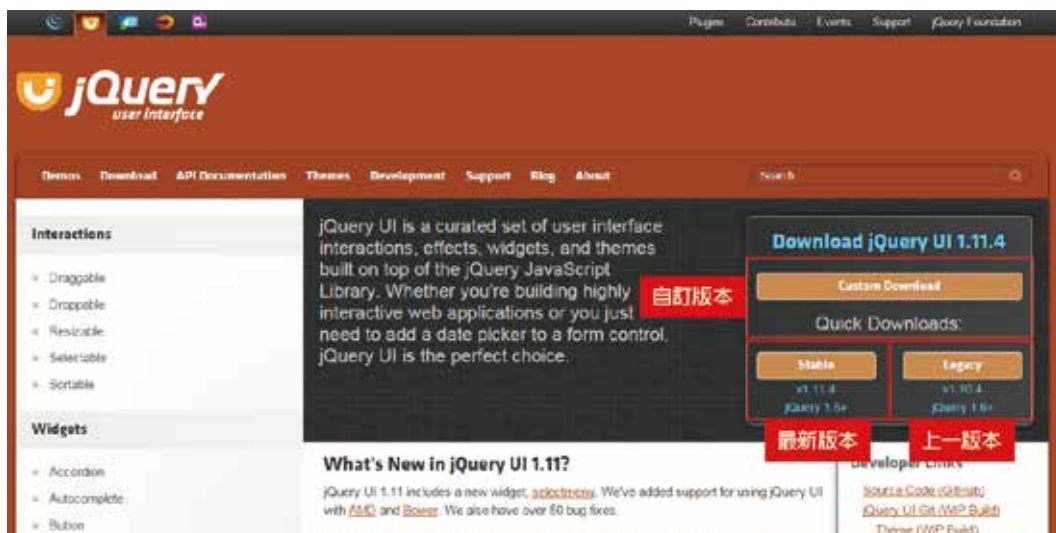 Plugins Contribute Events Support jQuery Foundation
jQuery
user interface
Demos Download API Documentation Themes Development Support Blog About
Search
Interactions
Draggable
Droppable
Resizable
Selectable
Sortable
Widgets
Accordion
Autocomplete
Button
jQuery UI is a curated set of user interface
interactions, effects, widgets, and themes
built on top of the jQuery JavaScript
Library. Whether you're building highly
interactive web applications or you just
need to add a date picker to a form control,
jQuery UI is the perfect choice.
自訂版本
Download jQuery UI 1.11.4
Custom Download
Quick Downloads:
Stable
v1.11.4
jQuery 1.6+
Legacy
v1.10.4
jQuery 1.6+
最新版本
上一版本
What's New in jQuery UI 1.11?
jQuery UI 1.11 includes a new widget, selectmenu. We've added support for using jQuery UI
with AMD and Bower. We also have over 50 bug fixes.
Developer Links
Source Code (GitHub)
jQuery UI Git (WIP Build)
Theme (WIP Build)